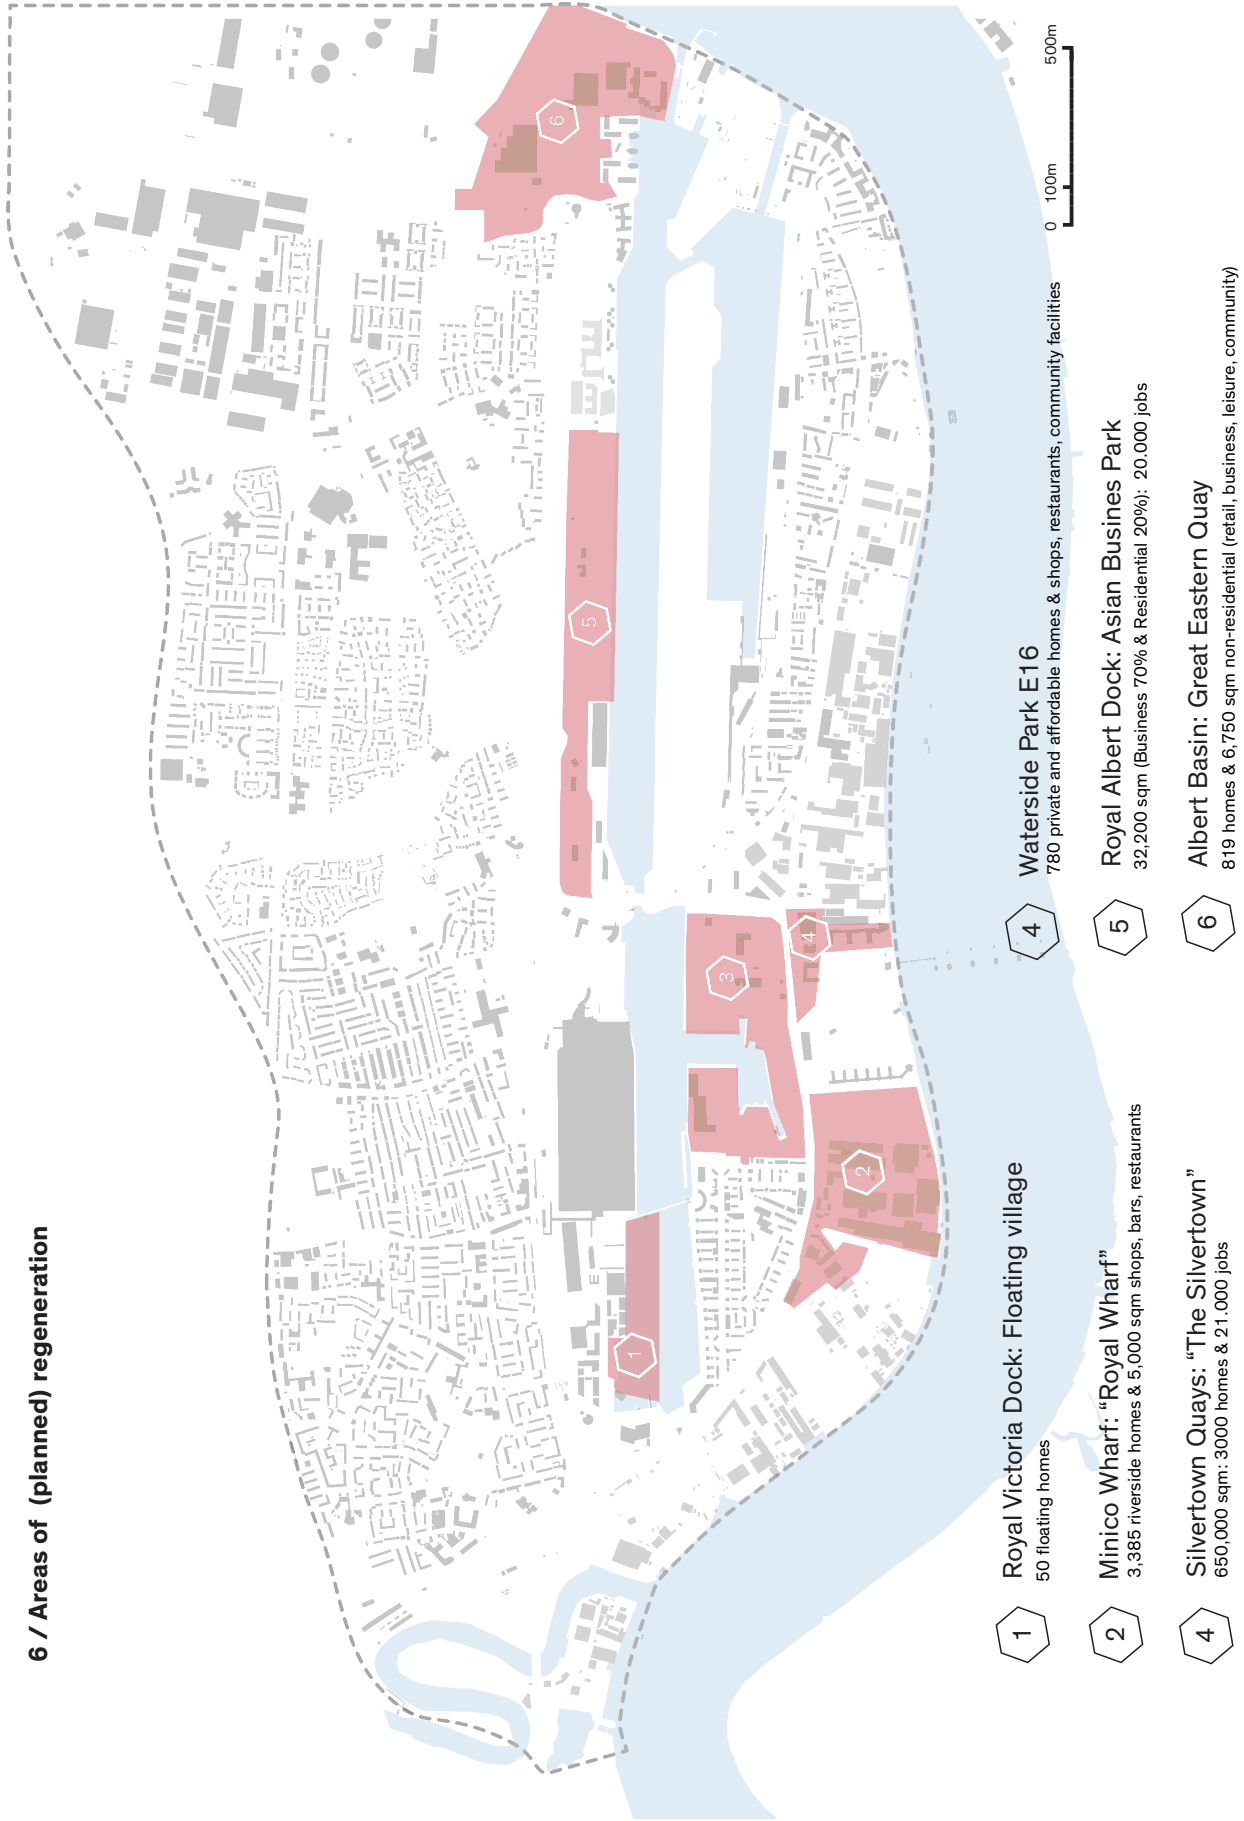 6 / Areas of (planned) regeneration
6
5
3
4
2
1
0 100m 500m
1
Royal Victoria Dock: Floating village
50 floating homes
2
Minico Wharf: “Royal Wharf”
3,385 riverside homes & 5,000 sqm shops, bars, restaurants
4
Silvertown Quays: “The Silvertown”
650,000 sqm: 3000 homes & 21.000 jobs
4
Waterside Park E16
780 private and affordable homes & shops, restaurants, community facilities
5
Royal Albert Dock: Asian Busines Park
32,200 sqm (Business 70% & Residential 20%): 20.000 jobs
6
Albert Basin: Great Eastern Quay
819 homes & 6,750 sqm non-residential (retail, business, leisure, community)